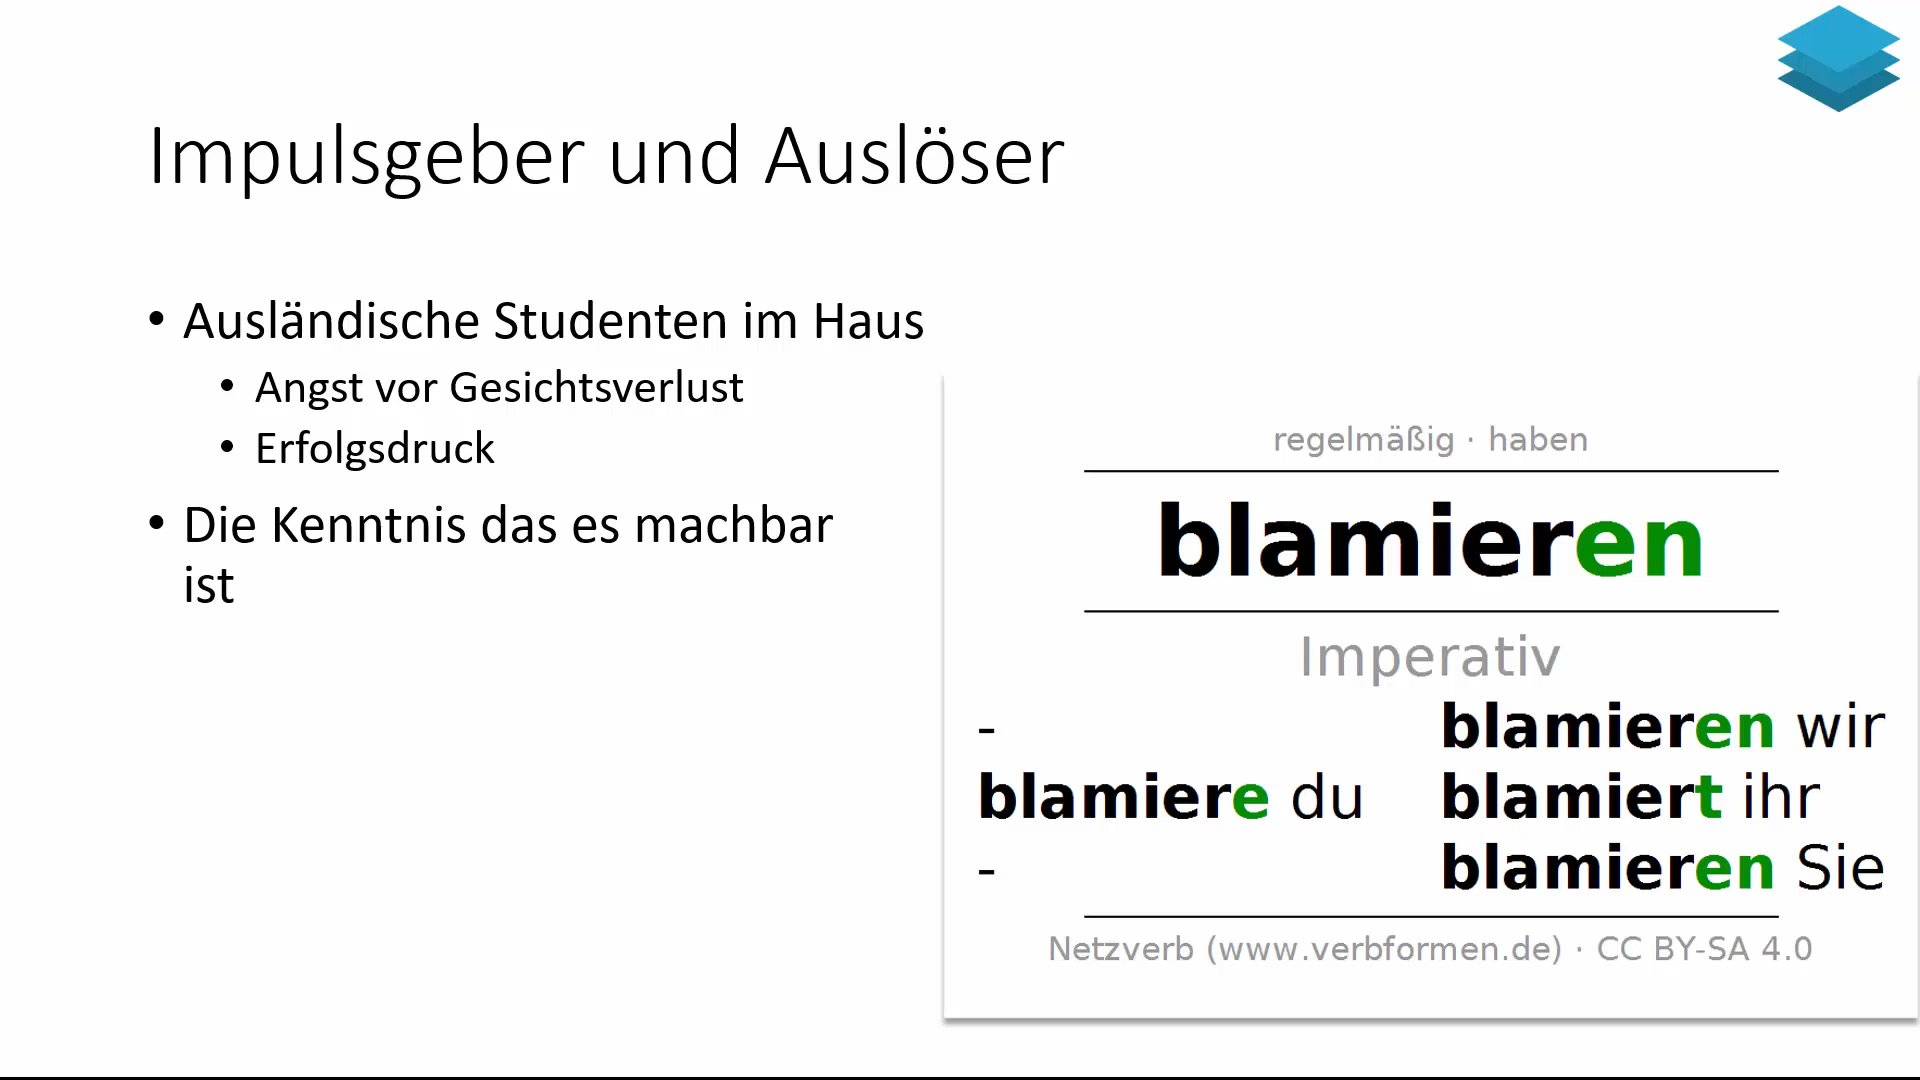 Impulsgeber und Auslöser
• Ausländische Studenten im Haus
• Angst vor Gesichtsverlust
• Erfolgsdruck
• Die Kenntnis das es machbar
ist
regelmäßig · haben
blamieren
Imperativ
- blamieren wir
blamiere du blamiert ihr
- blamieren Sie
Netzverb (www.verbformen.de) · CC BY-SA 4.0